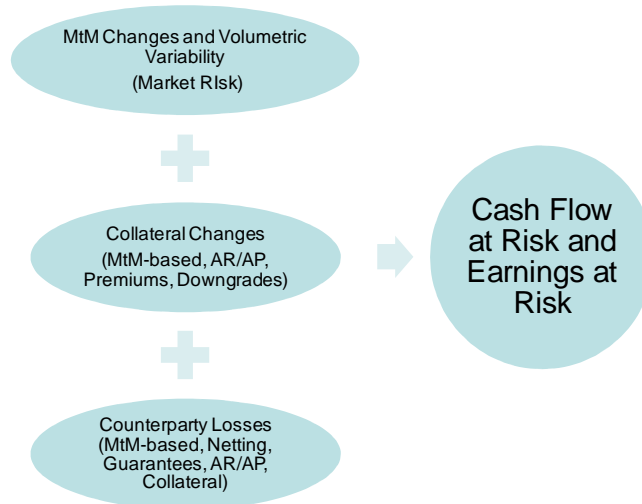 MtM Changes and Volumetric
Variability
(Market RIsk)
Collateral Changes
(MtM-based, AR/AP,
Premiums, Downgrades)
Counterparty Losses
(MtM-based, Netting,
Guarantees, AR/AP,
Collateral)
Cash Flow
at Risk and
Earnings at
Risk